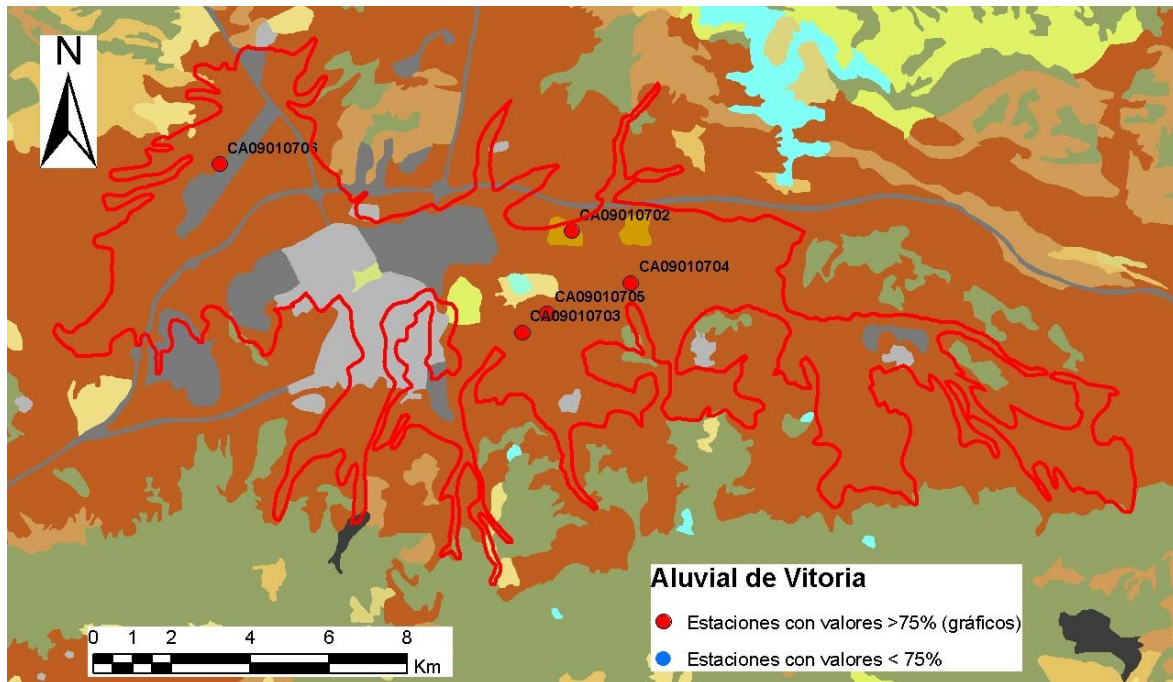 N
CA09010706
CA09010702
CA09010704
CA09010705
CA09010703
Aluvial de Vitoria
Estaciones con valores >75% (gráficos)
Estaciones con valores < 75%
0 1 2 4 6 8
Km